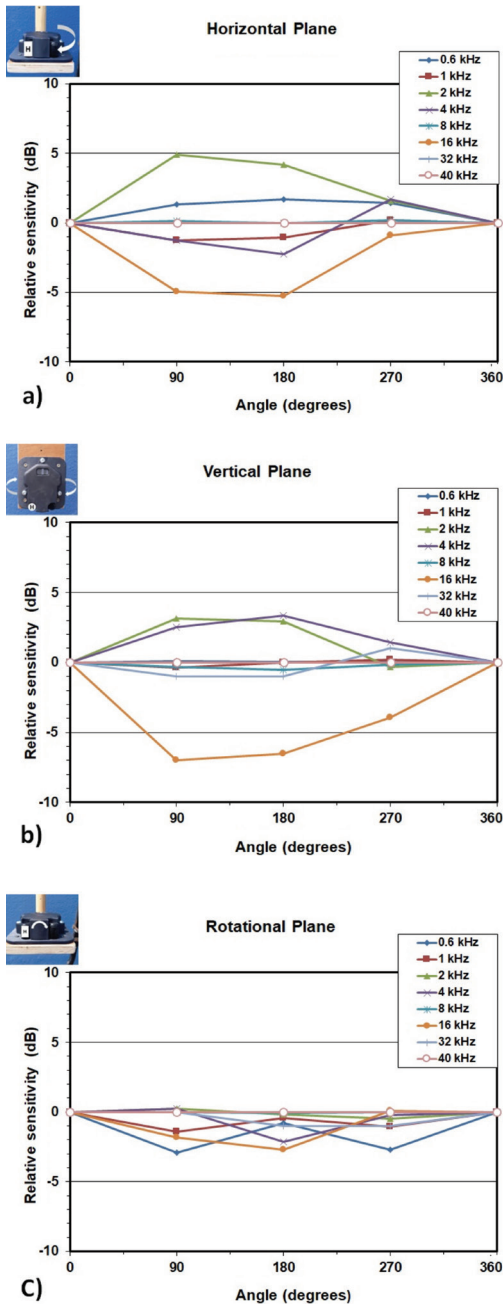 H
Horizontal Plane
0.6 kHz
1 kHz
2 kHz
4 kHz
8 kHz
16 kHz
32 kHz
40 kHz
Relative sensitivity (dB)
10
5
0
-5
-10
0 90 180 270 360
Angle (degrees)
a)
H
Vertical Plane
0.6 kHz
1 kHz
2 kHz
4 kHz
8 kHz
16 kHz
32 kHz
40 kHz
Relative sensitivity (dB)
10
5
0
-5
-10
0 90 180 270 360
Angle (degrees)
b)
H
Rotational Plane
0.6 kHz
1 kHz
2 kHz
4 kHz
8 kHz
16 kHz
32 kHz
40 kHz
Relative sensitivity (dB)
10
5
0
-5
-10
0 90 180 270 360
Angle (degrees)
C)